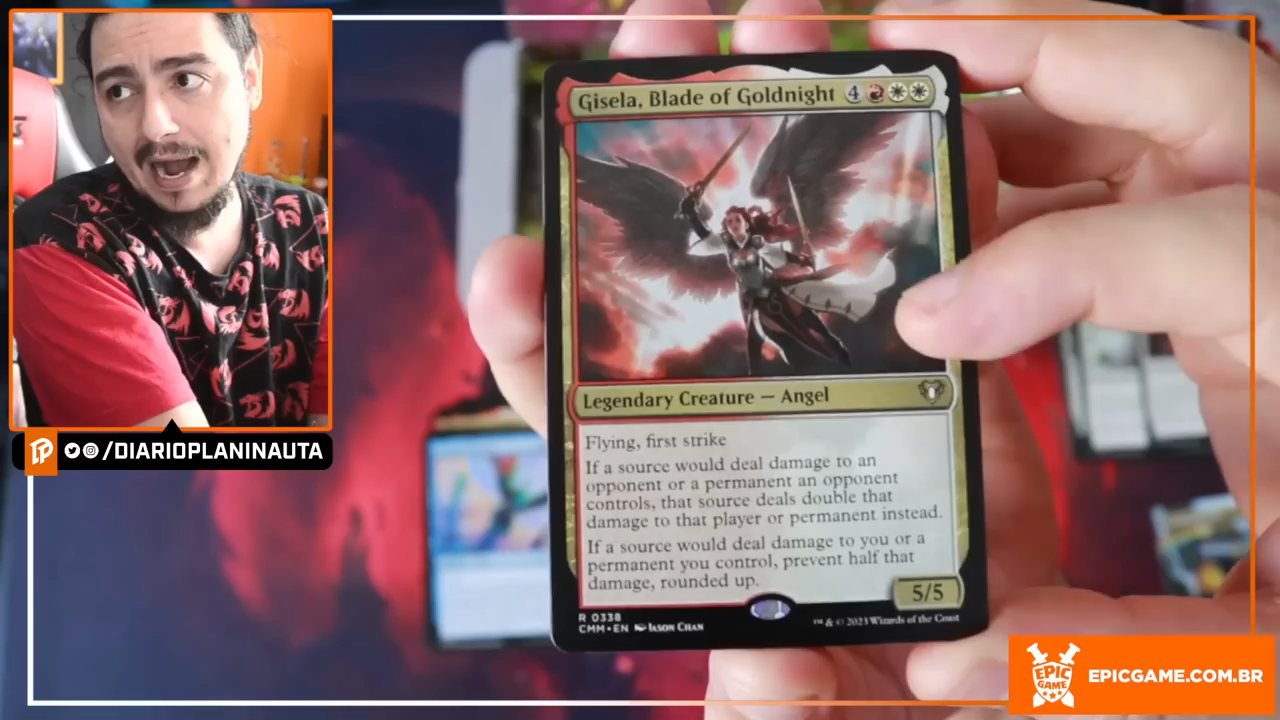 Gisela, Blade of Goldnight 4
Legendary Creature — Angel
Flying, first strike
If a source would deal damage to an
opponent or a permanent an opponent
controls, that source deals double that
damage to that player or permanent instead.
If a source would deal damage to you or a
permanent you control, prevent half that
damage, rounded up.
5/5
R 0338
CMM • EN JASON CHAN
™ & © 2023 Wizards of the Coast
/DIARIOPLANINAUTA
EPIC
GAME
EPICGAME.COM.BR